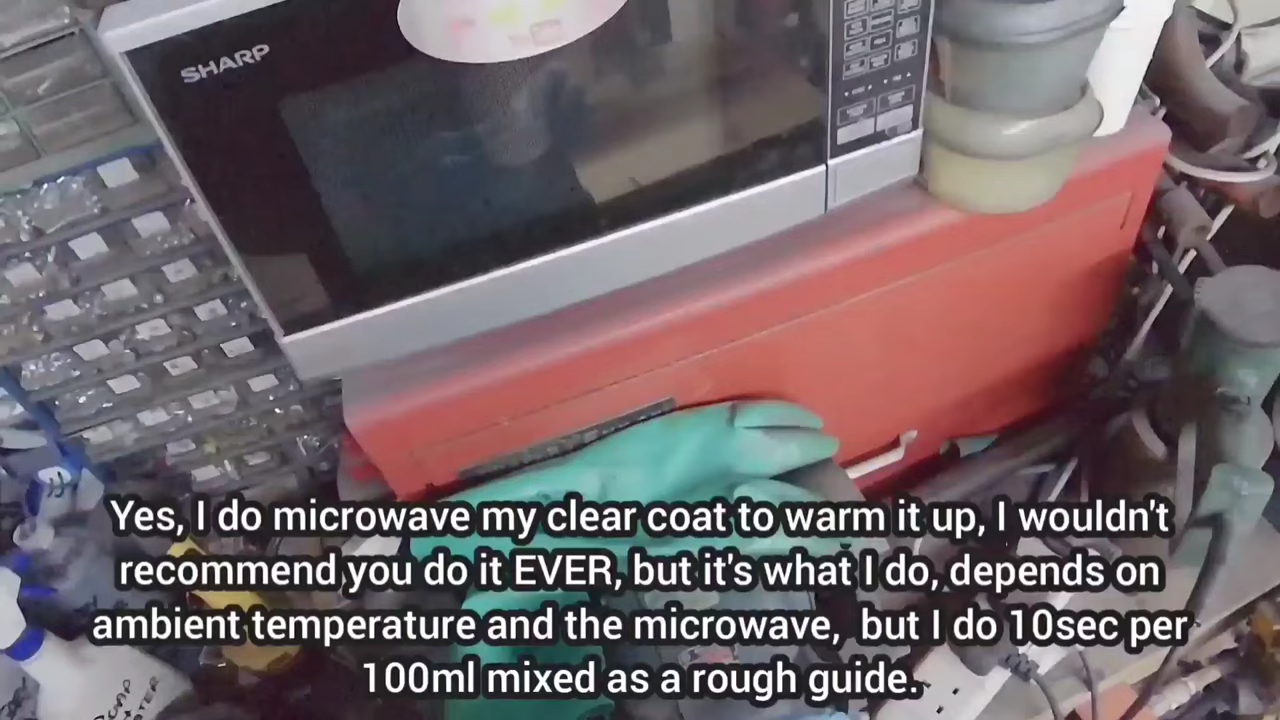 SHARP
Yes, I do microwave my clear coat to warm it up, I wouldn't
recommend you do it EVER, but it's what I do, depends on
ambient temperature and the microwave,  but I do 10sec per
100ml mixed as a rough guide.